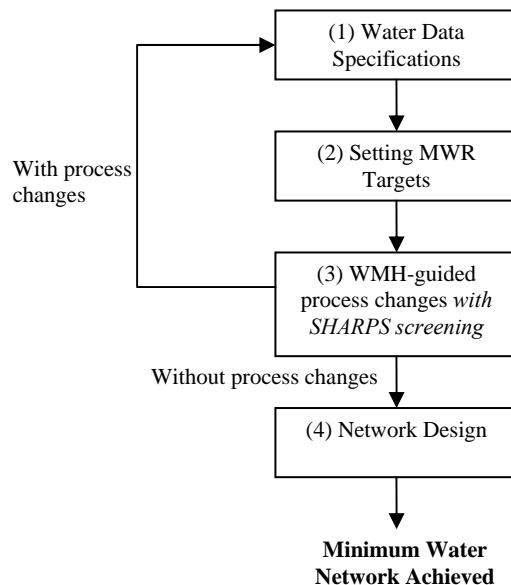 (1) Water Data
Specifications
With process
changes
(2) Setting MWR
Targets
(3) WMH-guided
process changes with
SHARPS screening
Without process changes
(4) Network Design
Minimum Water
Network Achieved